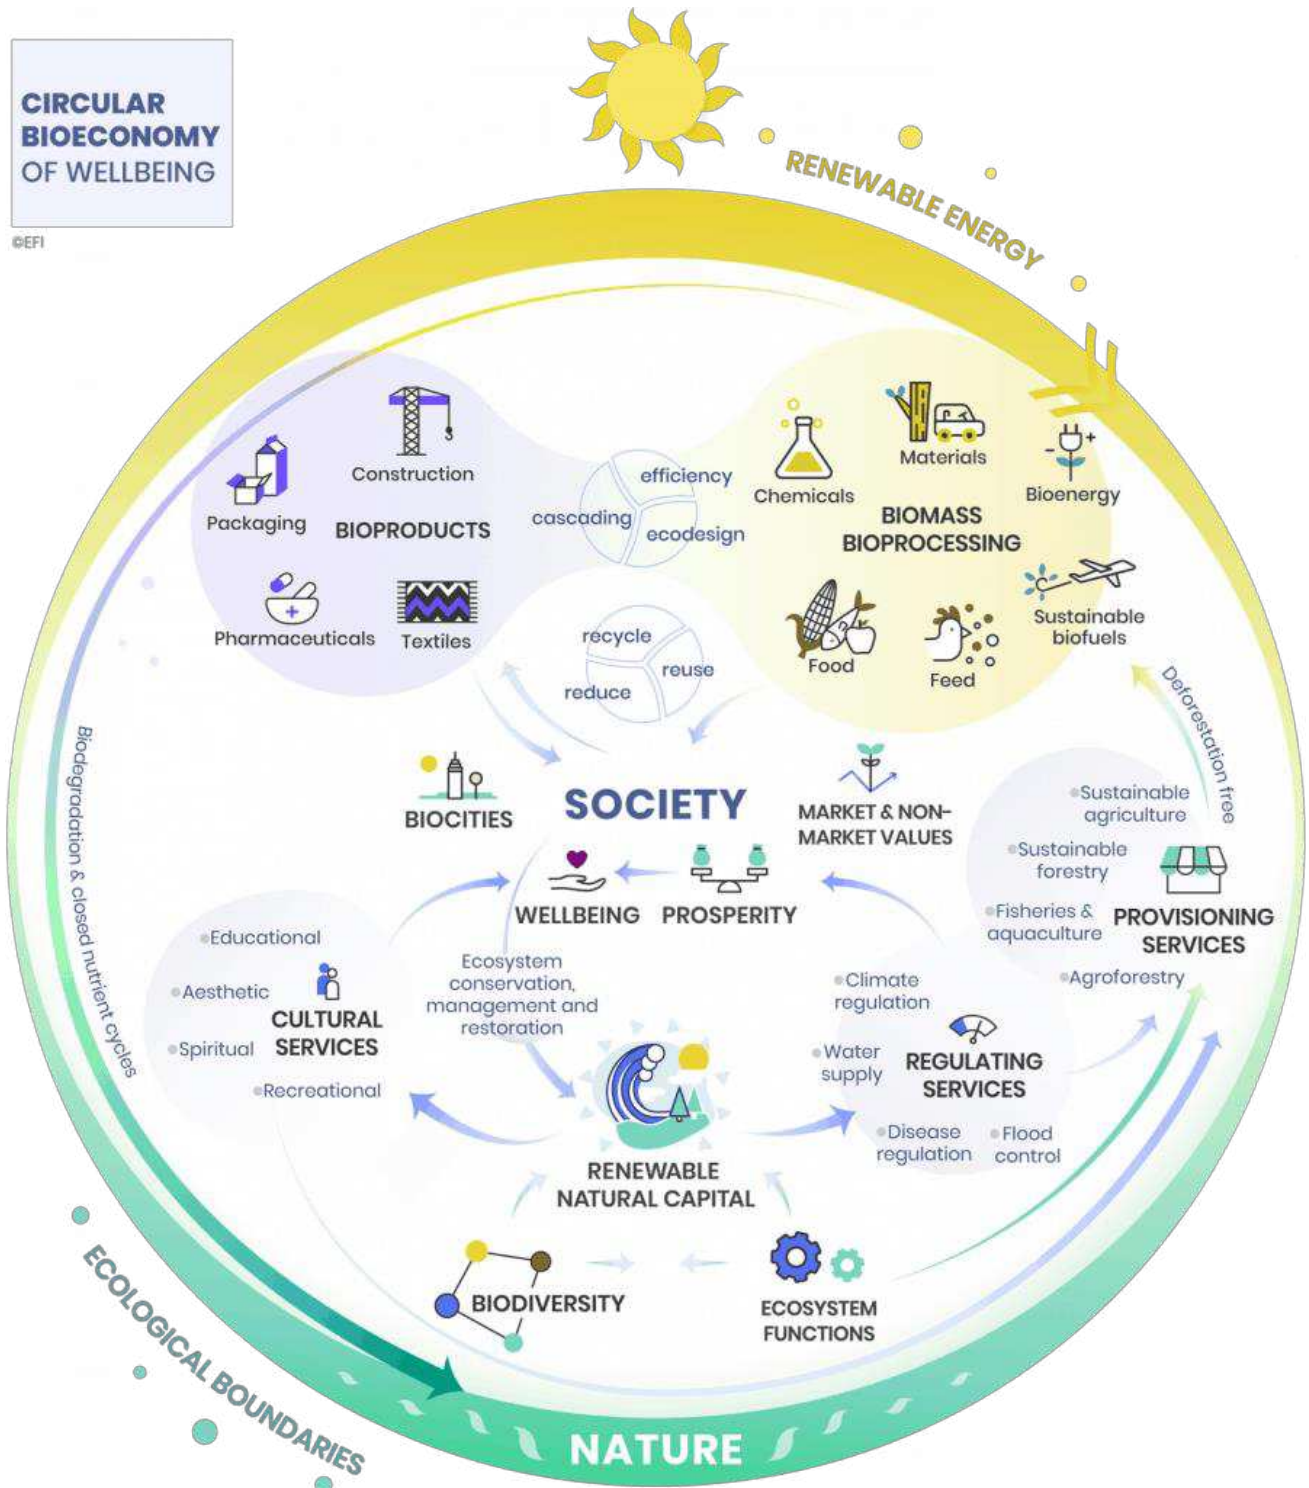 CIRCULAR
BIOECONOMY
OF WELLBEING
©EFI
RENEWABLE ENERGY
Construction
Packaging
BIOPRODUCTS
Pharmaceuticals
Textiles
efficiency
cascading
ecodesign
recycle
reuse
reduce
Chemicals
Materials
Bioenergy
BIOMASS
BIOPROCESSING
Food
Feed
Sustainable
biofuels
Deforestation free
Biodegradation & closed nutrient cycles
BIOCITIES
SOCIETY
MARKET & NON-
MARKET VALUES
WELLBEING
PROSPERITY
Sustainable
agriculture
Sustainable
forestry
Fisheries &
aquaculture
Agroforestry
PROVISIONING
SERVICES
Educational
Aesthetic
Spiritual
Recreational
CULTURAL
SERVICES
Ecosystem
conservation,
management and
restoration
Climate
regulation
Water
supply
Disease
regulation
Flood
control
REGULATING
SERVICES
RENEWABLE
NATURAL CAPITAL
BIODIVERSITY
ECOSYSTEM
FUNCTIONS
ECOLOGICAL BOUNDARIES
NATURE